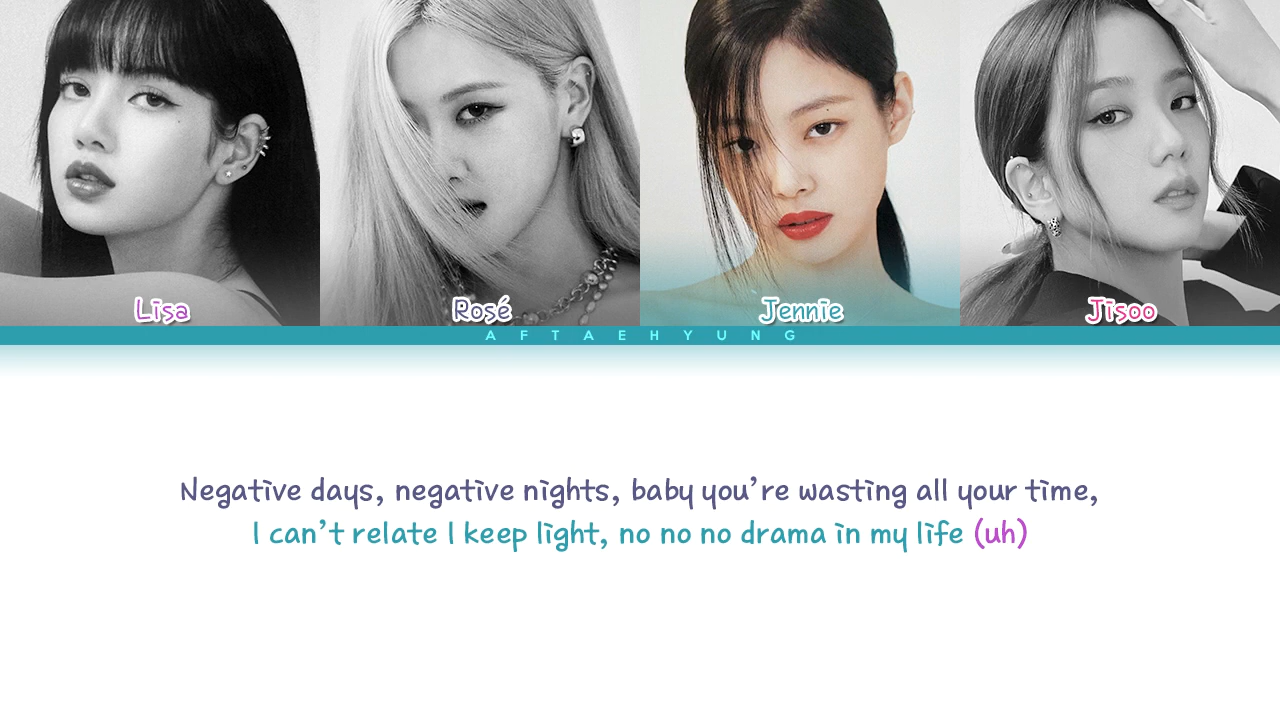 Lisa Rosé Jennie Jisoo
AFTAEHYUNG
Negative days, negative nights, baby you’re wasting all your time,
I can’t relate I keep light, no no no drama in my life (uh)